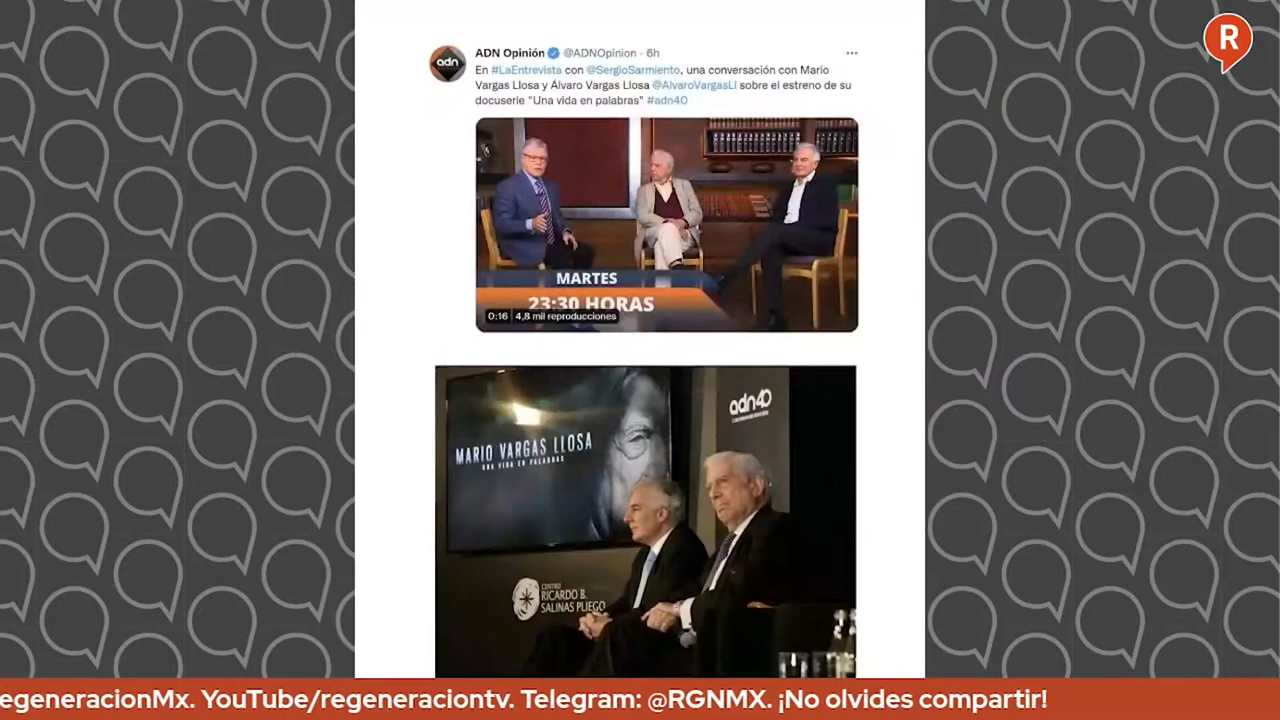 R
adn
ADN Opinión @ADNOpinion · 6h
En #LaEntrevista con @SergioSarmiento, una conversación con Mario
Vargas Llosa y Álvaro Vargas Llosa @AlvaroVargasLl sobre el estreno de su
docuserie "Una vida en palabras" #adn40
MARTES
23:30 HORAS
0:16 4,8 mil reproducciones
adn40
MARIO VARGAS LLOSA
UNA VIDA EN PALABRAS
CENTRO
RICARDO B.
SALINAS PLIEGO
egeneracionMx. YouTube/regeneraciontv. Telegram: @RGNMX. ¡No olvides compartir!